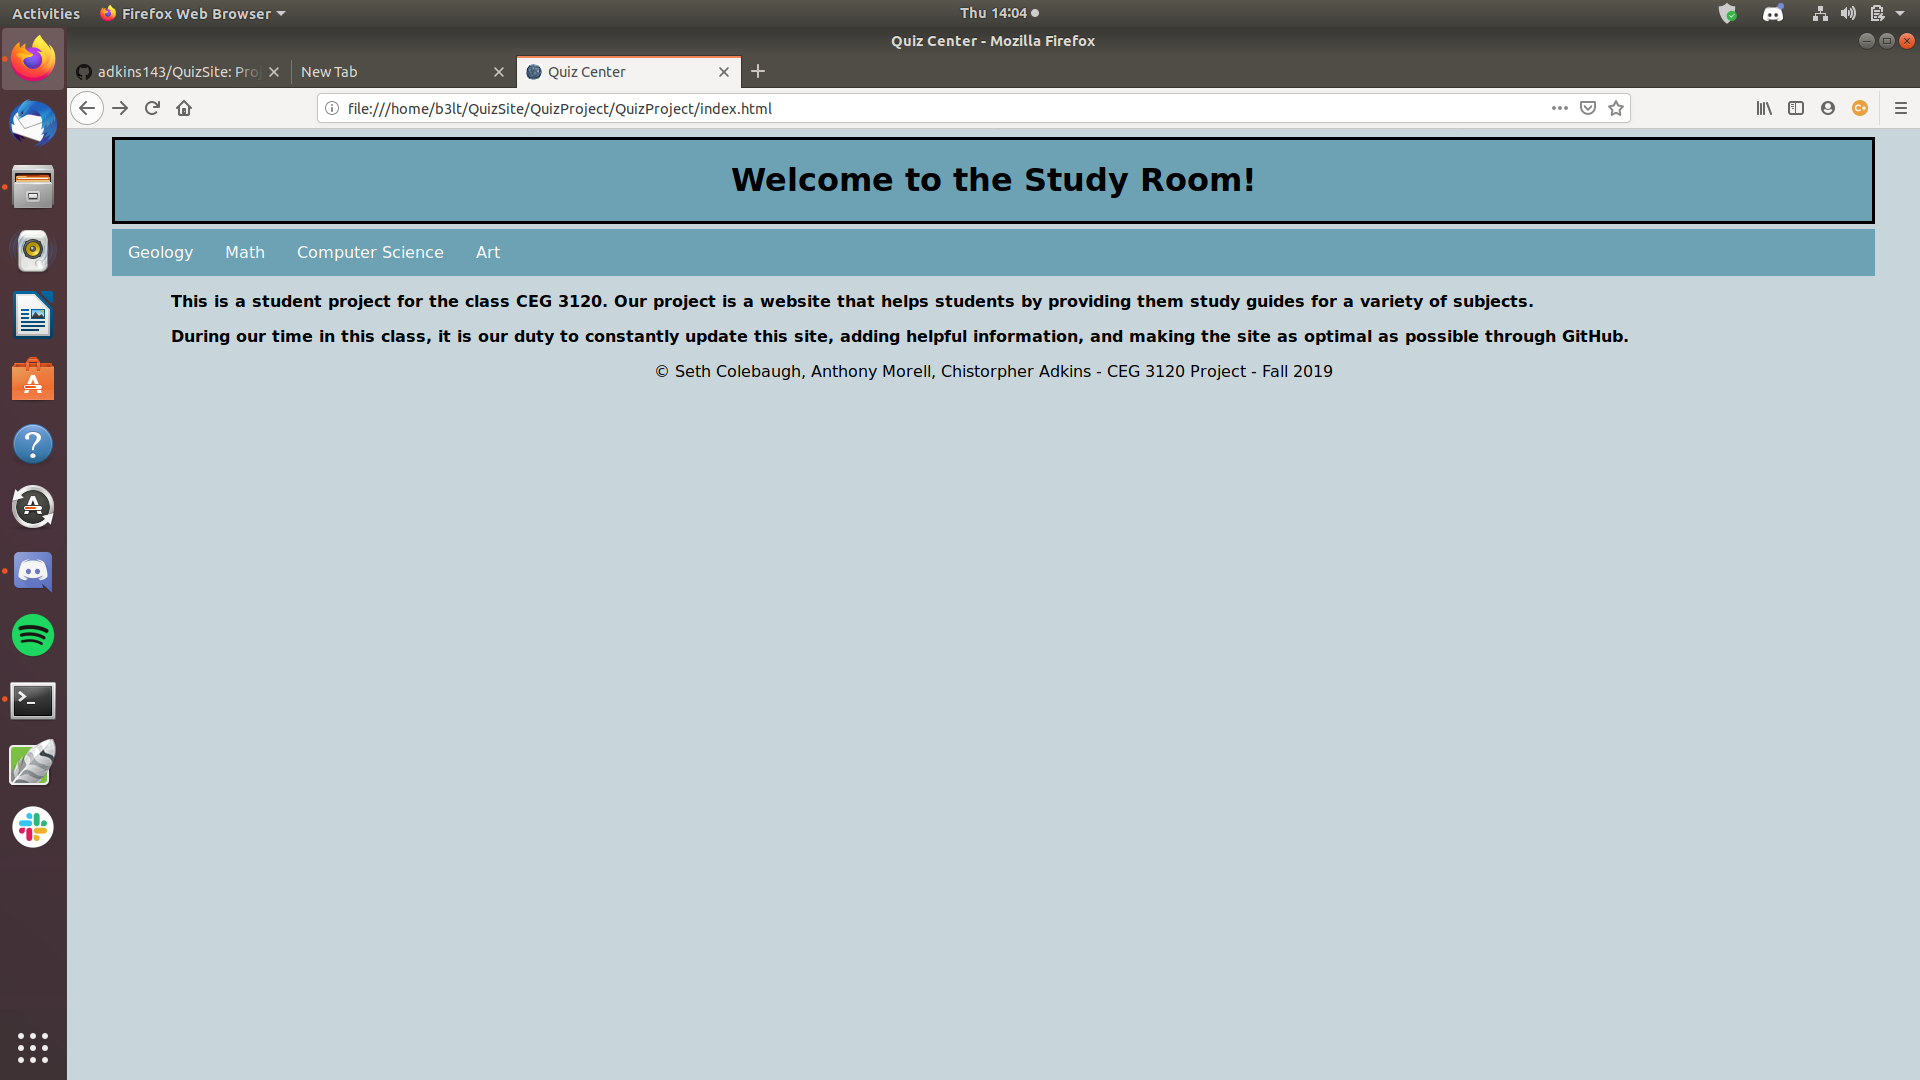 Activities
Firefox Web Browser
Thu 14:04
Quiz Center - Mozilla Firefox
adkins143/QuizSite: Proj
New Tab
Quiz Center
file:///home/b3lt/QuizSite/QuizProject/QuizProject/index.html
C+
Welcome to the Study Room!
Geology Math Computer Science Art
This is a student project for the class CEG 3120. Our project is a website that helps students by providing them study guides for a variety of subjects.
During our time in this class, it is our duty to constantly update this site, adding helpful information, and making the site as optimal as possible through GitHub.
© Seth Colebaugh, Anthony Morell, Chistorpher Adkins - CEG 3120 Project - Fall 2019